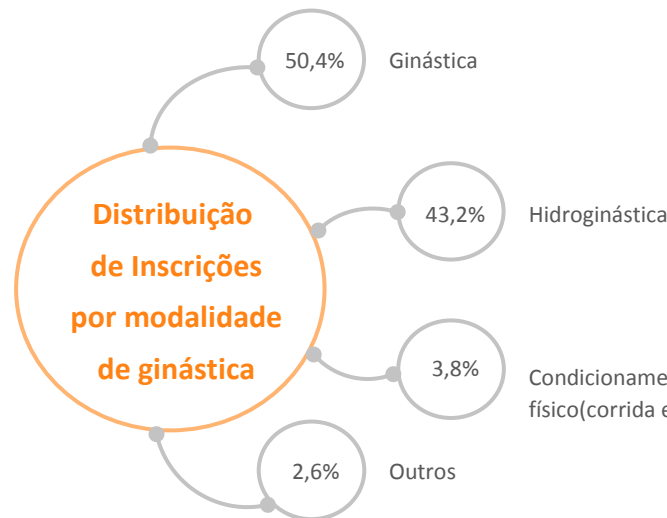 50,4% Ginástica
Distribuição
de Inscrições
por modalidade
de ginástica
43,2% Hidroginástica
3,8%
físico(corrida e
2,6% Outros